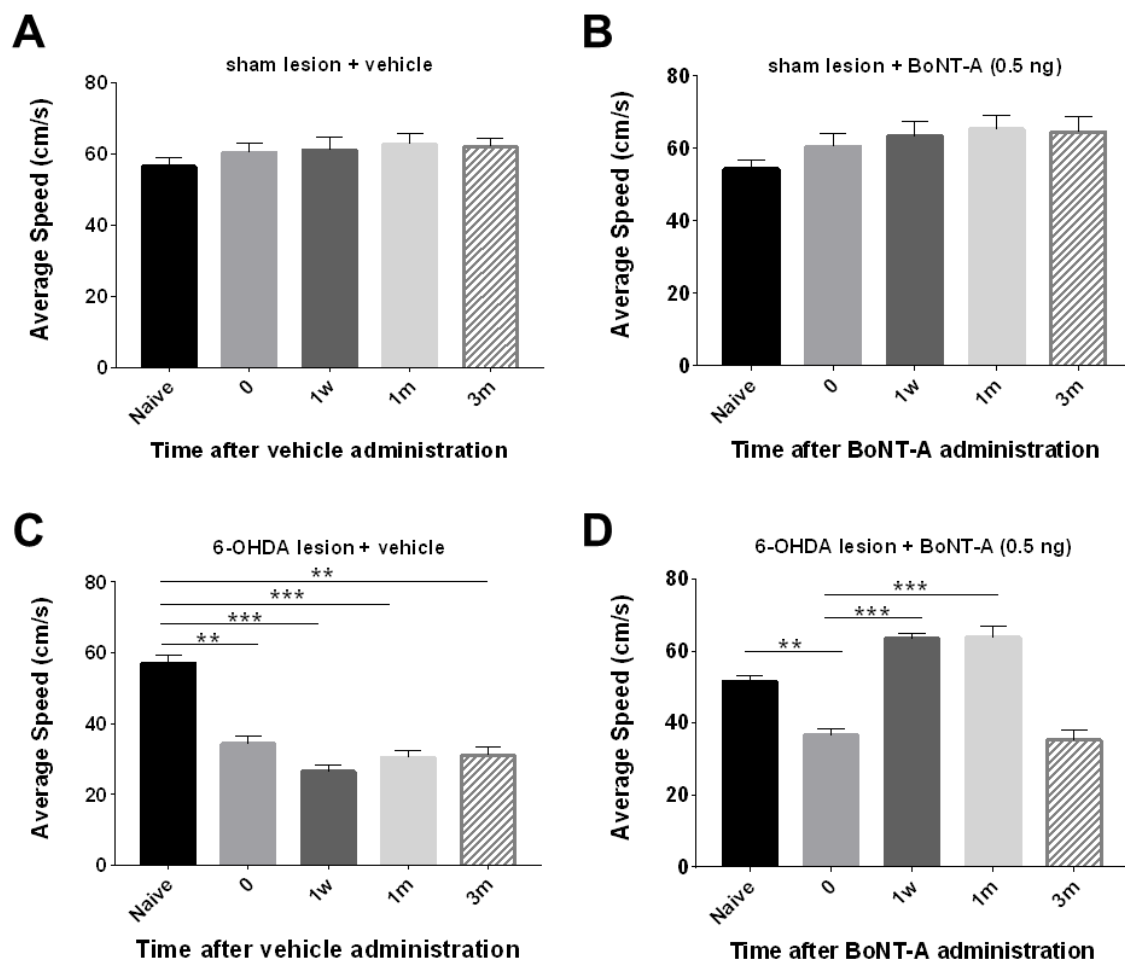 A
sham lesion + vehicle
Average Speed (cm/s)
80
60
40
20
0
Naive
0
1w
1m
3m
Time after vehicle administration
B
sham lesion + BoNT-A (0.5 ng)
Average Speed (cm/s)
80
60
40
20
0
Naive
0
1w
1m
3m
Time after BoNT-A administration
C
6-OHDA lesion + vehicle
Average Speed (cm/s)
80
60
40
20
0
**
***
***
**
Naive
0
1w
1m
3m
Time after vehicle administration
D
6-OHDA lesion + BoNT-A (0.5 ng)
Average Speed (cm/s)
80
60
40
20
0
***
***
**
Naive
0
1w
1m
3m
Time after BoNT-A administration